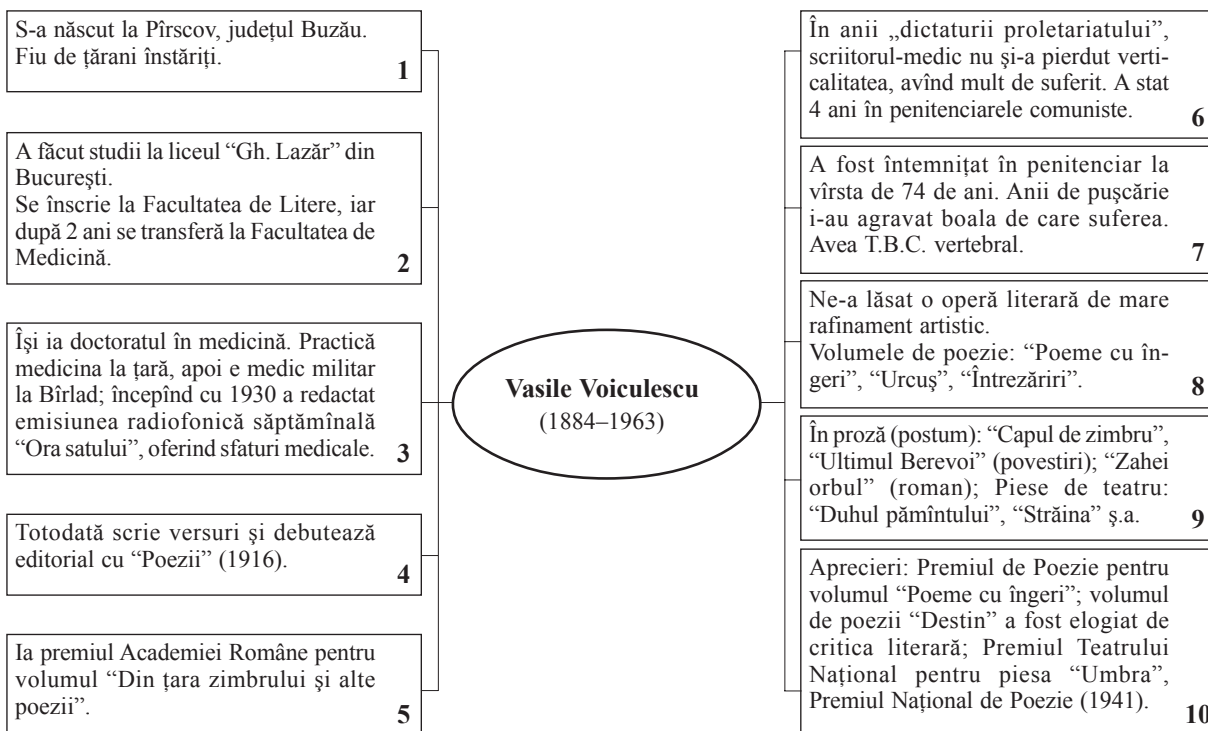 S-a născut la Pîrscov, județul Buzău.
Fiu de țărani înstăriți.
1
A făcut studii la liceul “Gh. Lazăr” din
Bucureşti.
Se înscrie la Facultatea de Litere, iar
după 2 ani se transferă la Facultatea de
Medicină.
2
Îşi ia doctoratul în medicină. Practică
medicina la țară, apoi e medic militar
la Bîrlad; începînd cu 1930 a redactat
emisiunea radiofonică săptămînală
“Ora satului”, oferind sfaturi medicale.
3
Totodată scrie versuri şi debutează
editorial cu “Poezii” (1916).
4
Ia premiul Academiei Române pentru
volumul “Din țara zimbrului şi alte
poezii”.
5
Vasile Voiculescu
(1884–1963)
În anii „dictaturii proletariatului”,
scriitorul-medic nu şi-a pierdut verti-
calitatea, avînd mult de suferit. A stat
4 ani în penitenciarele comuniste.
6
A fost întemnițat în penitenciar la
vîrsta de 74 de ani. Anii de puşcărie
i-au agravat boala de care suferea.
Avea T.B.C. vertebral.
7
Ne-a lăsat o operă literară de mare
rafinament artistic.
Volumele de poezie: “Poeme cu în-
geri”, “Urcuş”, “Întrezăriri”.
8
În proză (postum): “Capul de zimbru”,
“Ultimul Berevoi” (povestiri); “Zahei
orbul” (roman); Piese de teatru:
“Duhul pămîntului”, “Străina” ş.a.
9
Aprecieri: Premiul de Poezie pentru
volumul “Poeme cu îngeri”; volumul
de poezii “Destin” a fost elogiat de
critica literară; Premiul Teatrului
Național pentru piesa “Umbra”,
Premiul Național de Poezie (1941).
10